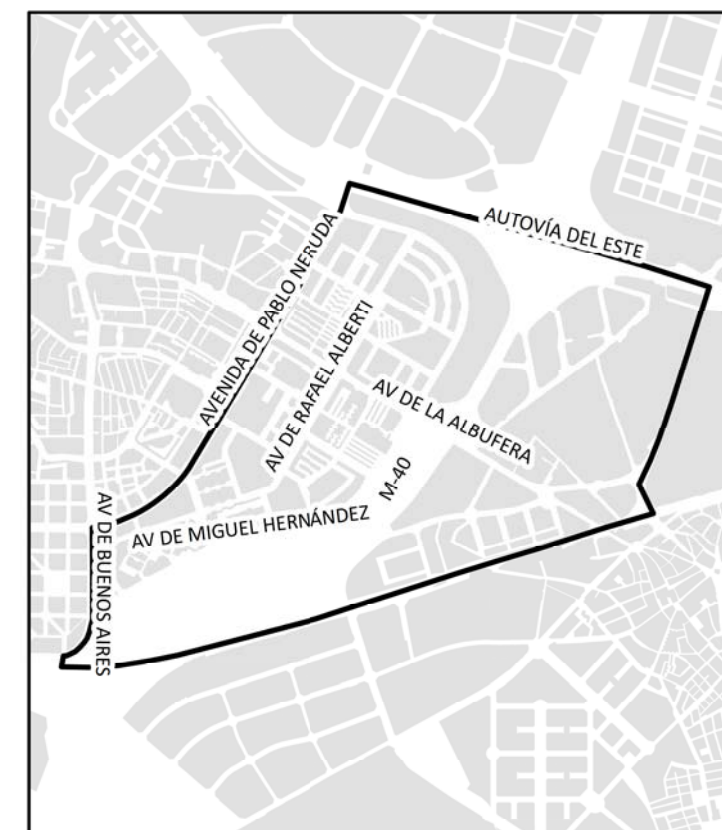 AUTOVÍA DEL ESTE
AVENIDA DE PABLO NERUDA
AV DE RAFAEL ALBERTI
AV DE LA ALBUFERA
M-40
AV DE MIGUEL HERNÁNDEZ
AV DE BUENOS AIRES